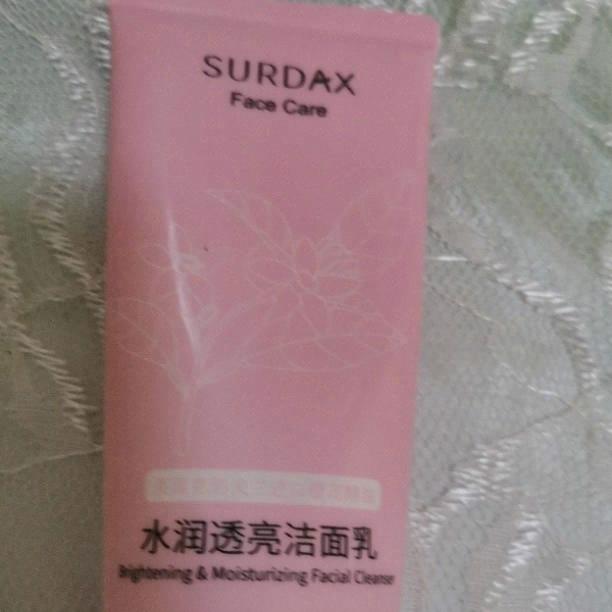 SURDAX
Face Care
水润透亮洁面乳
Brightening & Moisturizing Facial Cleanser